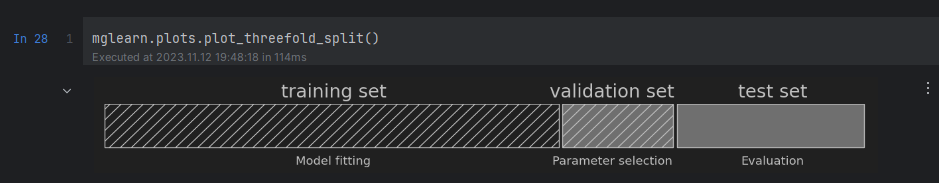 In 28 1 mglearn.plots.plot_threefold_split()
Executed at 2023.11.12 19:48:18 in 114ms
training set validation set test set
Model fitting Parameter selection Evaluation